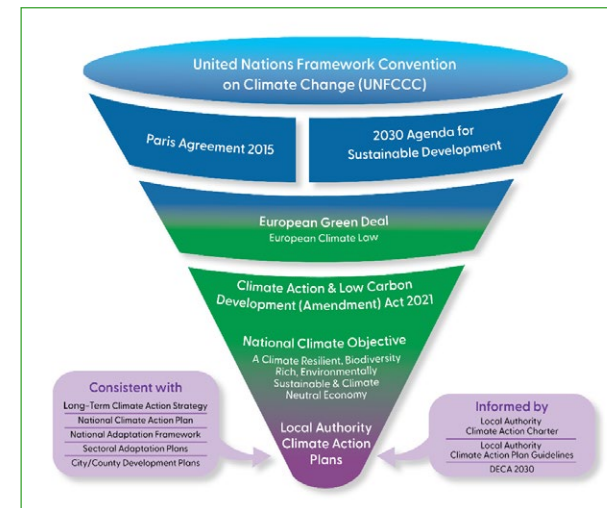 United Nations Framework Convention
on Climate Change (UNFCCC)
Paris Agreement 2015
2030 Agenda for
Sustainable Development
European Green Deal
European Climate Law
Climate Action & Low Carbon
Development (Amendment) Act 2021
National Climate Objective
A Climate Resilient, Biodiversity
Rich, Environmentally
Sustainable & Climate
Neutral Economy
Local Authority
Climate Action
Plans
Consistent with
Long-Term Climate Action Strategy
National Climate Action Plan
National Adaptation Framework
Sectoral Adaptation Plans
City/County Development Plans
Informed by
Local Authority
Climate Action Charter
Local Authority
Climate Action Plan Guidelines
DECA 2030